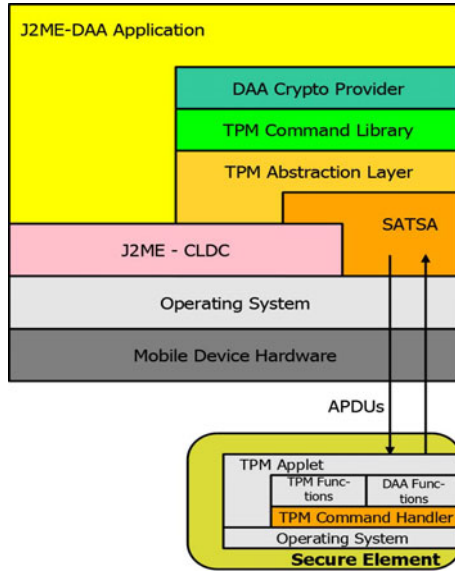 J2ME-DAA Application
DAA Crypto Provider
TPM Command Library
TPM Abstraction Layer
SATSA
J2ME - CLDC
Operating System
Mobile Device Hardware
APDUs
TPM Applet
TPM Func-
tions
DAA Func-
tions
TPM Command Handler
Operating System
Secure Element